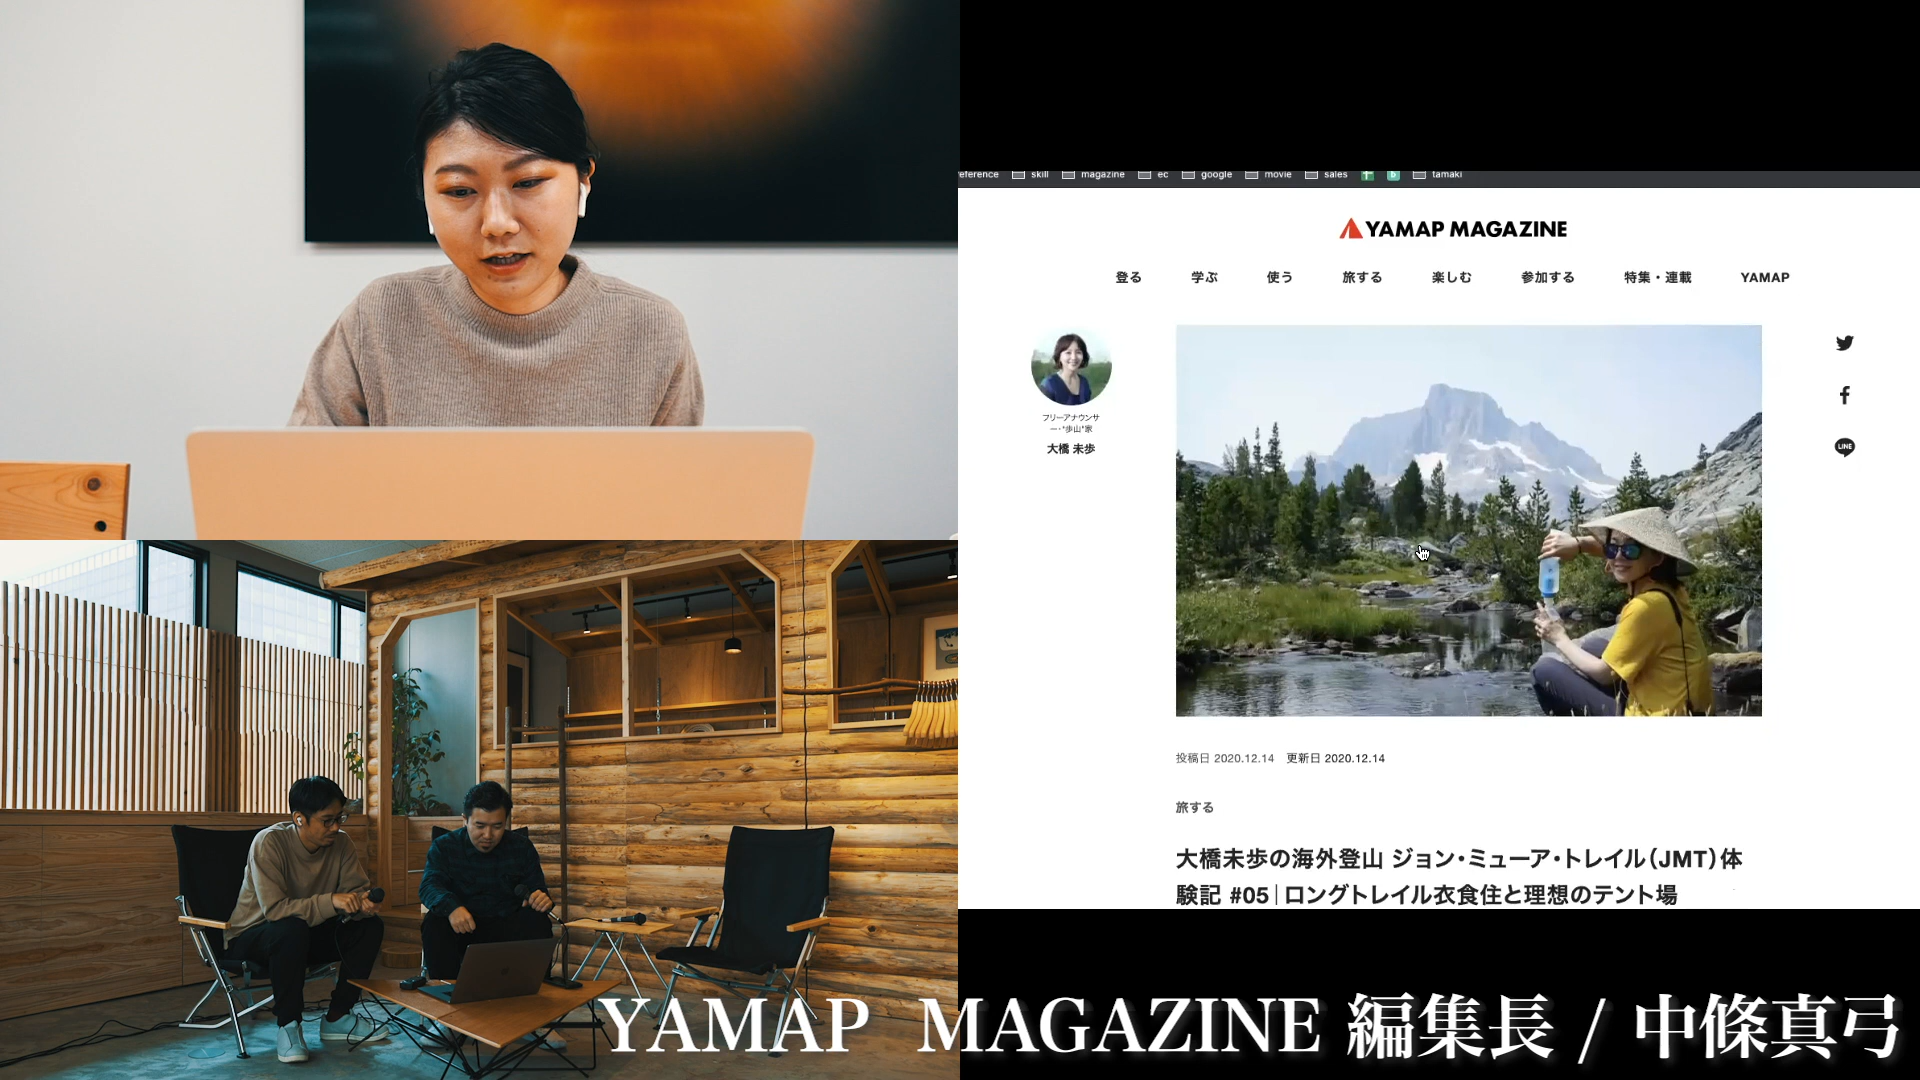 eference skill magazine ec google movie sales b tamaki
YAMAP MAGAZINE
登る 学ぶ 使う 旅する 楽しむ 参加する 特集・連載 YAMAP
フリーアナウンサ
ー・"歩山"家
大橋 未歩
LINE
投稿日 2020.12.14 更新日 2020.12.14
旅する
大橋未歩の海外登山 ジョン・ミューア・トレイル(JMT)体
験記 #05|ロングトレイル衣食住と理想のテント場
YAMAP MAGAZINE 編集長 / 中條真弓